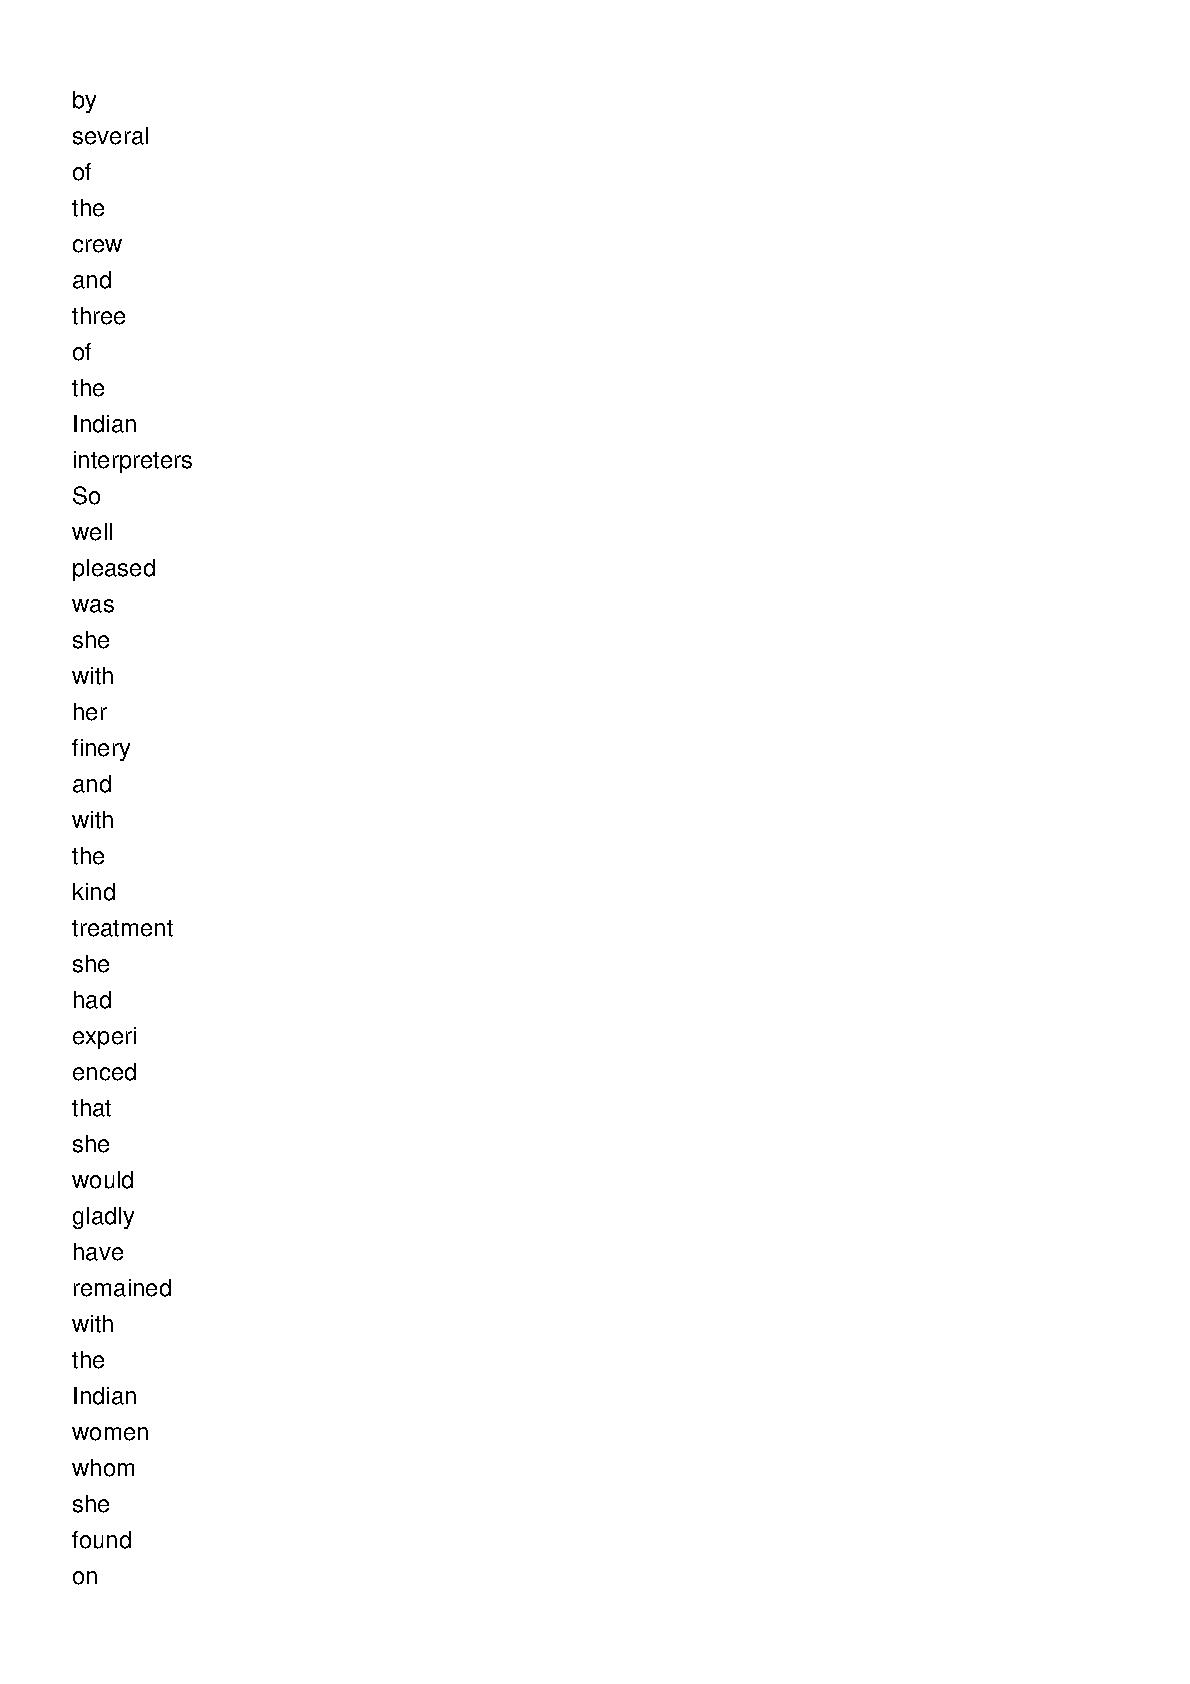 by
several
of
the
crew
and
three
of
the
Indian
interpreters
So
well
pleased
was
she
with
her
finery
and
with
the
kind
treatment
she
had
experi
enced
that
she
would
gladly
have
remained
with
the
Indian
women
whom
she
found
on